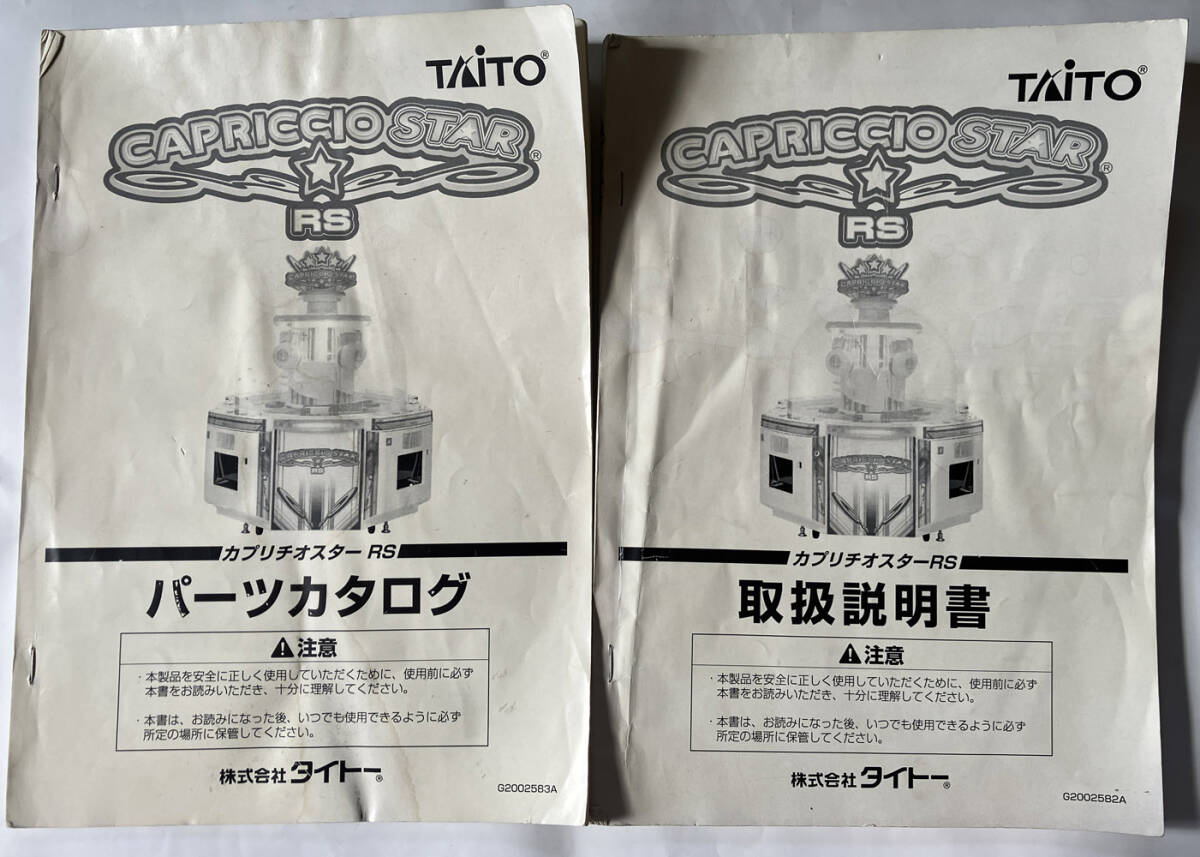 TAITO®
CAPRICCIO STAR®
RS
CAPRICCIO STAR
CAPRICCIO STAR
RS
カプリチオスター RS
パーツカタログ
注意
・本製品を安全に正しく使用していただくために、使用前に必ず
本書をお読みいただき、十分に理解してください。
・本書は、お読みになった後、いつでも使用できるように必ず
所定の場所に保管してください。
株式会社タイトー®
G2002583A
TAITO®
CAPRICCIO STAR®
RS
CAPRICCIO STAR
CAPRICCIO STAR
RS
カプリチオスターRS
取扱説明書
注意
・本製品を安全に正しく使用していただくために、使用前に必ず
本書をお読みいただき、十分に理解してください。
・本書は、お読みになった後、いつでも使用できるように必ず
所定の場所に保管してください。
株式会社タイトー®
G2002582A